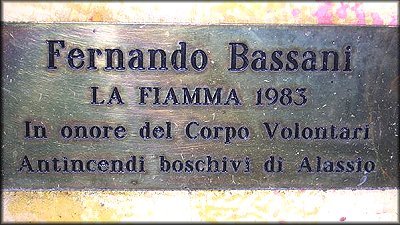 Fernando Bassani
LA FIAMMA 1983
In onore del Corpo Volontari
Antincendi boschivi di Alassio